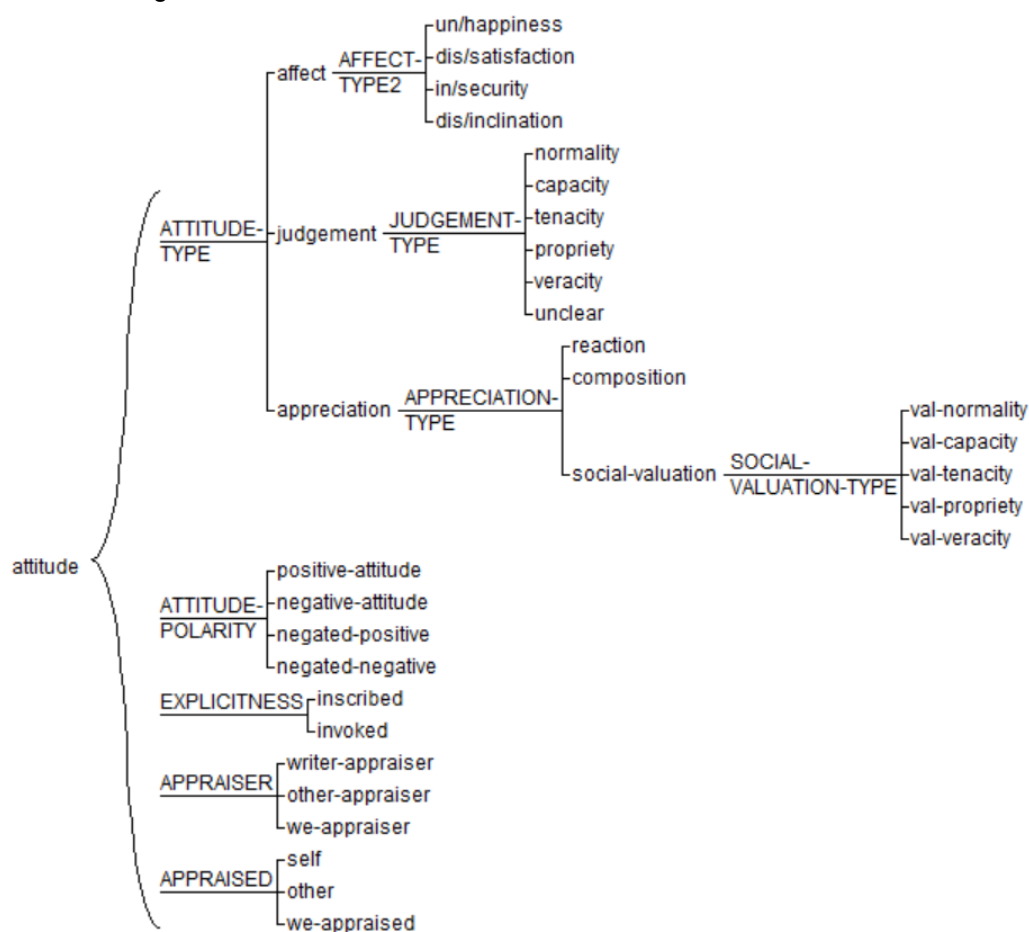 un/happiness
AFFECT-
dis/satisfaction
affect
TYPE2
in/security
dis/inclination
normality
capacity
ATTITUDE-
TYPE
judgement
JUDGEMENT-
TYPE
tenacity
propriety
veracity
unclear
reaction
composition
appreciation
APPRECIATION-
TYPE
social-valuation
SOCIAL-
VALUATION-TYPE
val-normality
val-capacity
val-tenacity
val-propriety
val-veracity
attitude
ATTITUDE-
POLARITY
positive-attitude
negative-attitude
negated-positive
negated-negative
EXPLICITNESS
inscribed
invoked
APPRAISER
writer-appraiser
other-appraiser
we-appraiser
APPRAISED
self
other
we-appraised